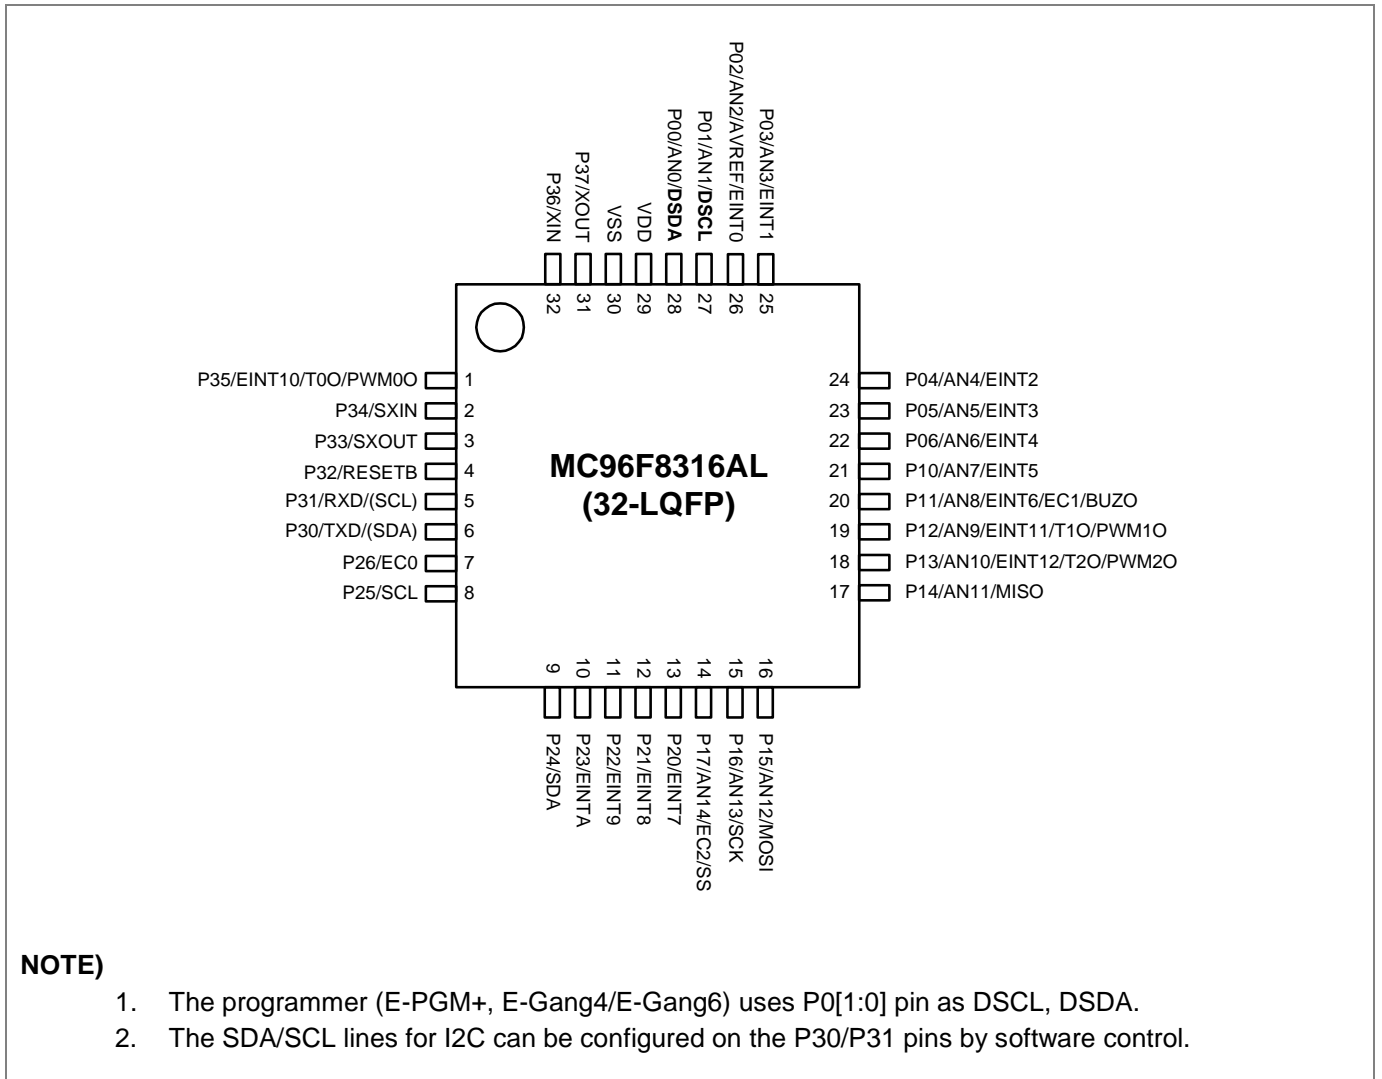 P36/XIN
P37/XOUT
VSS
VDD
P00/AN0/DSDA
P01/AN1/DSCL
P02/AN2/AVREF/EINT0
P03/AN3/EINT1
32
31
30
29
28
27
26
25
P35/EINT10/T0O/PWM0O 1
P34/SXIN 2
P33/SXOUT 3
P32/RESETB 4
P31/RXD/(SCL) 5
P30/TXD/(SDA) 6
P26/EC0 7
P25/SCL 8
MC96F8316AL
(32-LQFP)
24 P04/AN4/EINT2
23 P05/AN5/EINT3
22 P06/AN6/EINT4
21 P10/AN7/EINT5
20 P11/AN8/EINT6/EC1/BUZO
19 P12/AN9/EINT11/T1O/PWM1O
18 P13/AN10/EINT12/T2O/PWM2O
17 P14/AN11/MISO
9
10
11
12
13
14
15
16
P24/SDA
P23/EINTA
P22/EINT9
P21/EINT8
P20/EINT7
P17/AN14/EC2/SS
P16/AN13/SCK
P15/AN12/MOSI
NOTE)
1. The programmer (E-PGM+, E-Gang4/E-Gang6) uses P0[1:0] pin as DSCL, DSDA.
2. The SDA/SCL lines for I2C can be configured on the P30/P31 pins by software control.